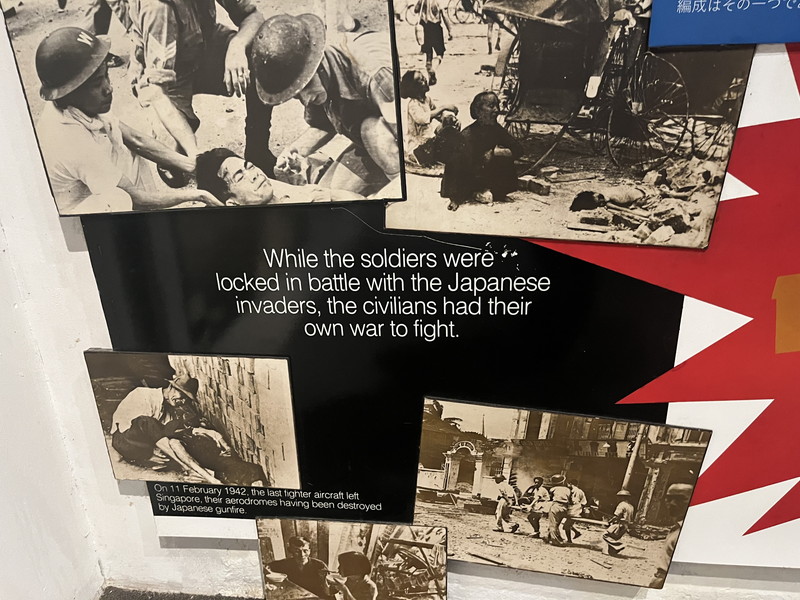 編成はその一つで
W
While the soldiers were
locked in battle with the Japanese
invaders, the civilians had their
own war to fight.
On 11 February 1942, the last fighter aircraft left
Singapore, their aerodromes having been destroyed
by Japanese gunfire.